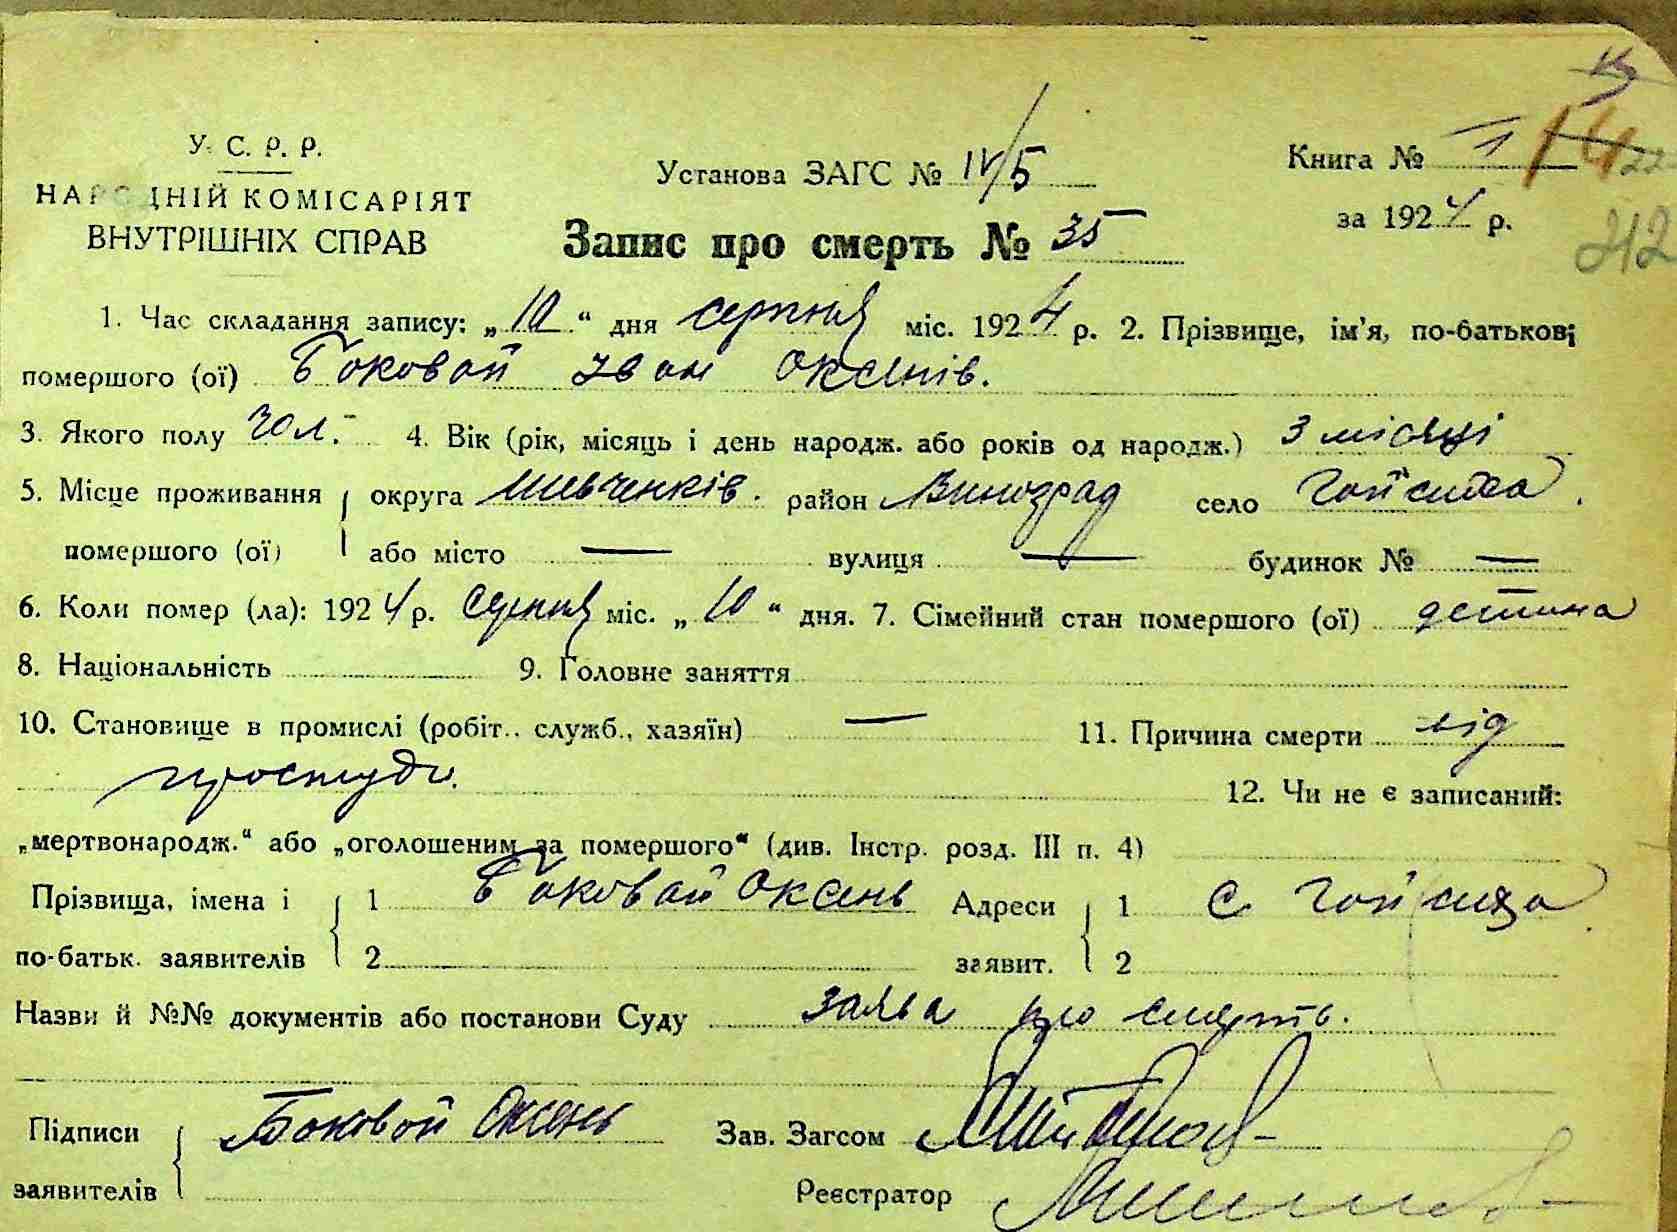 У. С. Р. Р.
НАРОДНІЙ КОМІСАРІЯТ
ВНУТРІШНІХ СПРАВ
Установа ЗАГС № IV/5
Книга № 1
за 1924 р.
212
Запис про смерть № 35
1. Час складання запису: „10“ дня серпня міс. 1924 р. 2. Прізвище, ім'я, по-батькові
помершого (ої) Боковой Іван Оксенів.
3. Якого полу чол. 4. Вік (рік, місяць і день народж. або років од народж.) 3 місяці
5. Місце проживання округа Шевченків. район Виноград село
помершого (ої) або місто — вулиця — будинок № —
6. Коли помер (ла): 1924 р. Серпня міс. „10“ дня. 7. Сімейний стан помершого (ої) детина
8. Національність 9. Головне заняття
10. Становище в промислі (робіт.. служб., хазяїн) — 11. Причина смерти від
простуди. 12. Чи не є записаний:
„мертвонародж.“ або „оголошеним за помершого“ (див. Інстр. розд. III п. 4)
Прізвища, імена і 1 Боковой Оксень Адреси 1 с.
по-батьк. заявителів 2 заявит. 2
Назви й №№ документів або постанови Суду заява про смерть.
Підписи Боковой Оксень Зав. Загсом
заявителів Реєстратор